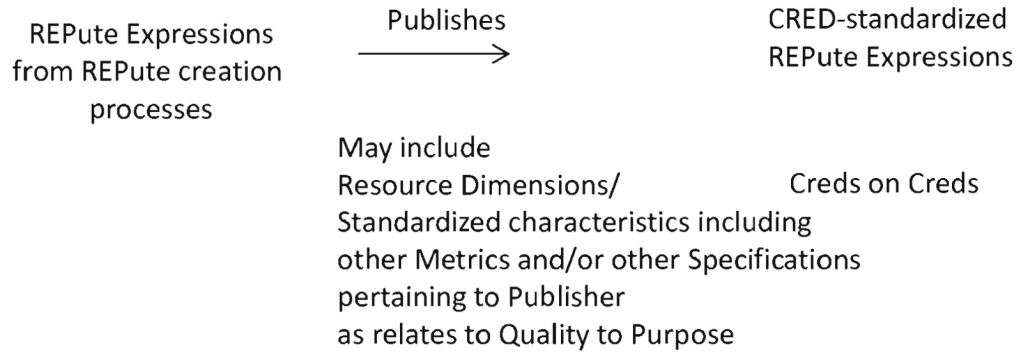 REPute Expressions
from REPute creation
processes
Publishes
CRED-standardized
REPute Expressions
May include
Resource Dimensions/
Standardized characteristics including
other Metrics and/or other Specifications
pertaining to Publisher
as relates to Quality to Purpose
Creds on Creds